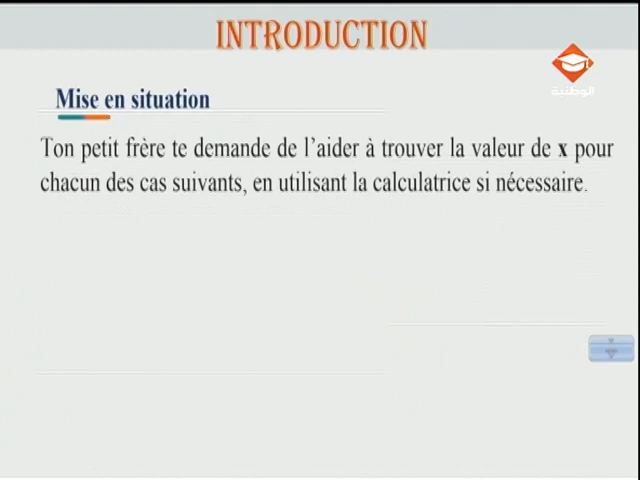 INTRODUCTION
الوطنية
Mise en situation
Ton petit frère te demande de l'aider à trouver la valeur de x pour
chacun des cas suivants, en utilisant la calculatrice si nécessaire.